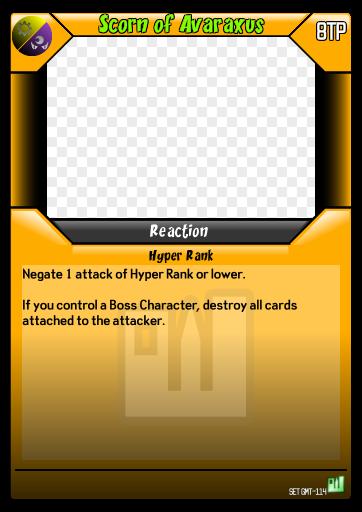 Scorn of Avaraxus
8TP
Reaction
Hyper Rank
Negate 1 attack of Hyper Rank or lower.
If you control a Boss Character, destroy all cards
attached to the attacker.
SET GMT-114